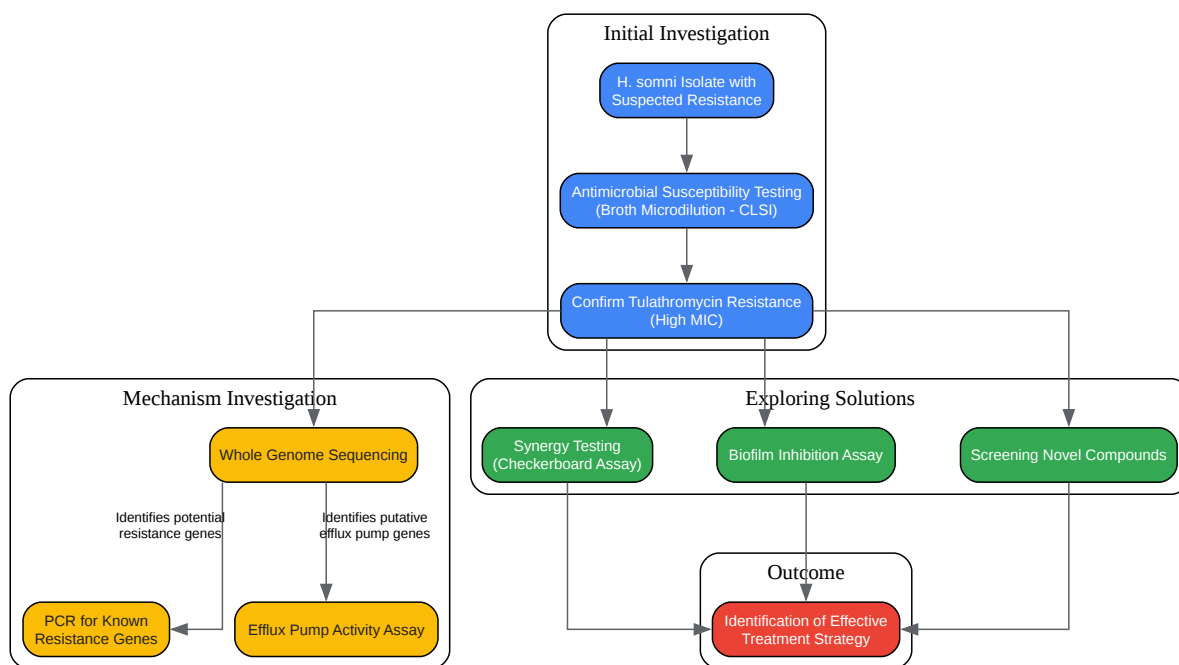 Initial Investigation
H. somni Isolate with
Suspected Resistance
Antimicrobial Susceptibility Testing
(Broth Microdilution - CLSI)
Confirm Tulathromycin Resistance
(High MIC)
Mechanism Investigation
Whole Genome Sequencing
Identifies potential
resistance genes
Identifies putative
efflux pump genes
PCR for Known
Resistance Genes
Efflux Pump Activity Assay
Exploring Solutions
Synergy Testing
(Checkerboard Assay)
Biofilm Inhibition Assay
Screening Novel Compounds
Outcome
Identification of Effective
Treatment Strategy